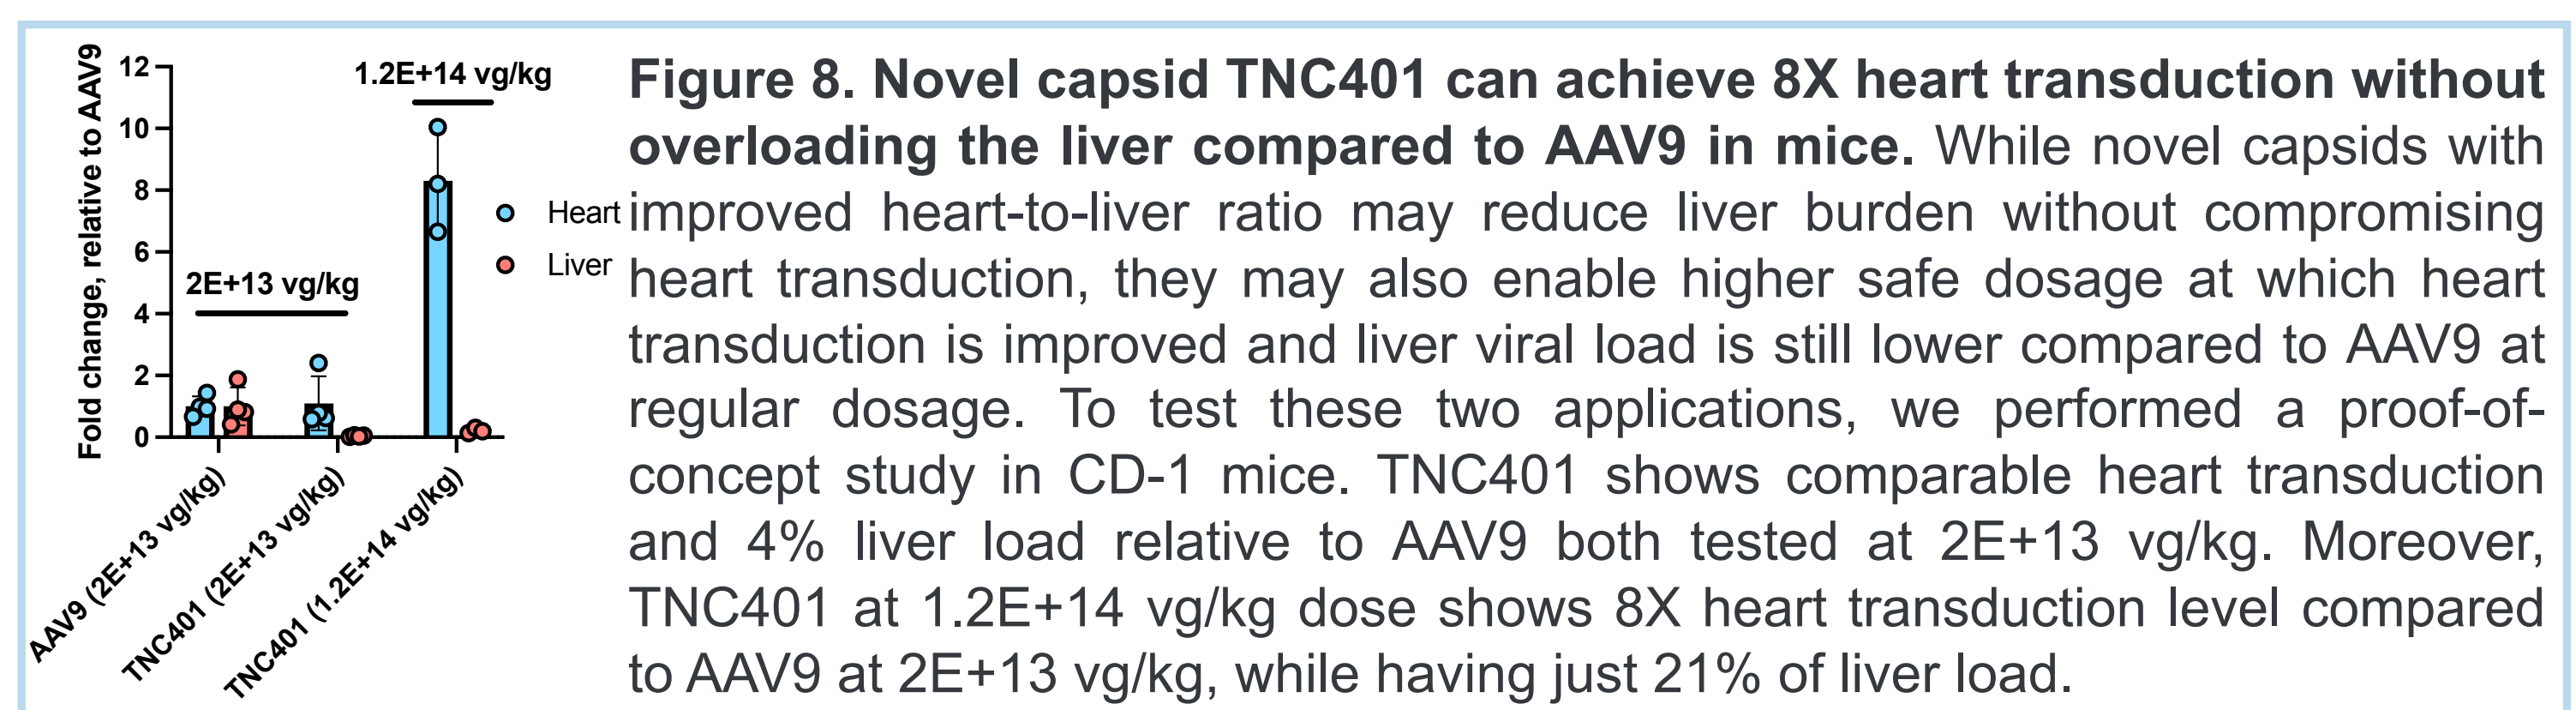 Fold change, relative to AAV9
12
10
8
6
4
2
0
1.2E+14 vg/kg
2E+13 vg/kg
Heart
Liver
AAV9 (2E+13 vg/kg)
TNC401 (2E+13 vg/kg)
TNC401 (1.2E+14 vg/kg)
Figure 8. Novel capsid TNC401 can achieve 8X heart transduction without
overloading the liver compared to AAV9 in mice. While novel capsids with
improved heart-to-liver ratio may reduce liver burden without compromising
heart transduction, they may also enable higher safe dosage at which heart
transduction is improved and liver viral load is still lower compared to AAV9 at
regular dosage. To test these two applications, we performed a proof-of-
concept study in CD-1 mice. TNC401 shows comparable heart transduction
and 4% liver load relative to AAV9 both tested at 2E+13 vg/kg. Moreover,
TNC401 at 1.2E+14 vg/kg dose shows 8X heart transduction level compared
to AAV9 at 2E+13 vg/kg, while having just 21% of liver load.